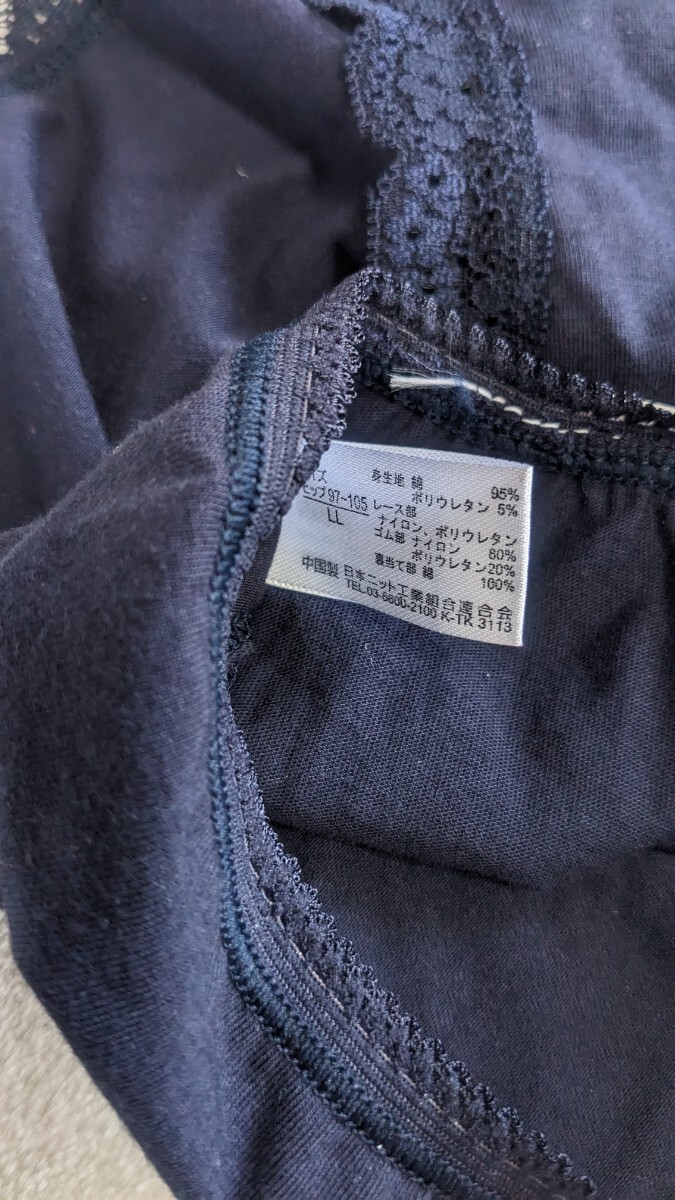 イズ 身生地 綿 95%
ヒップ97~105 ポリウレタン 5%
LL レース部
ナイロン、ポリウレタン
ゴム部 ナイロン 80%
ポリウレタン20%
裏当て部 綿 100%
中国製 日本ニット工業組合連合会
TEL.03-5600-2100 K-TK 3113